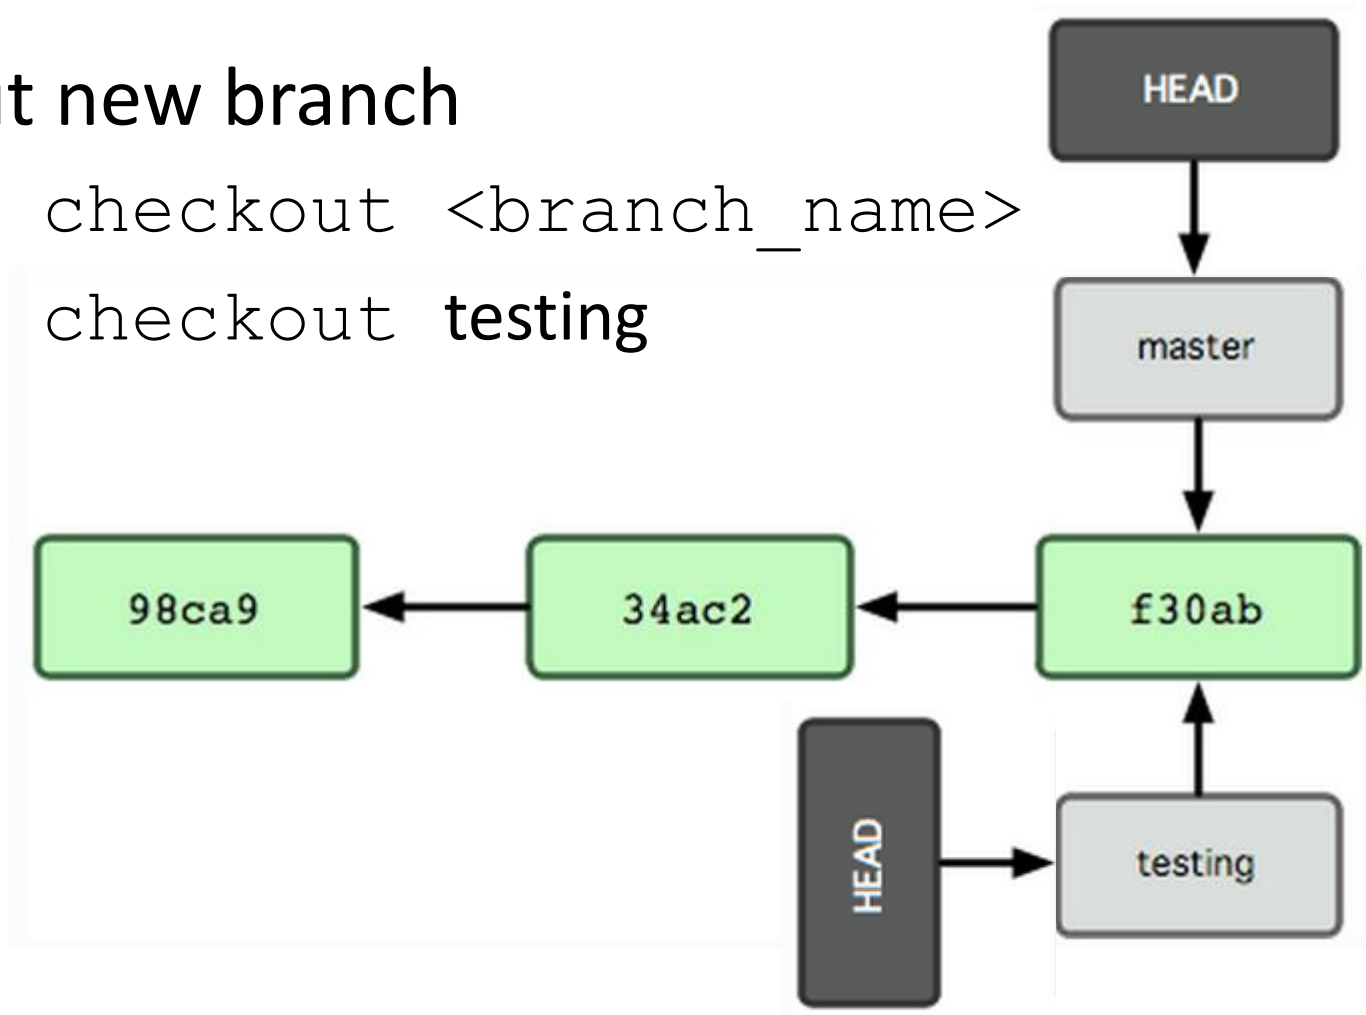 t new branch
HEAD
checkout <branch_name>
checkout testing
master
98ca9
34ac2
f30ab
HEAD
testing